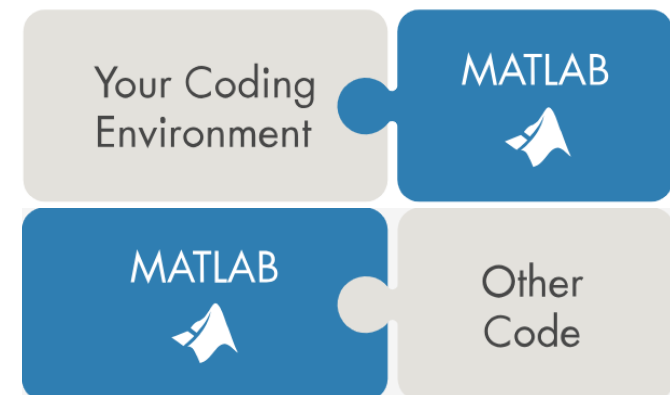 Your Coding
Environment
MATLAB
MATLAB
Other
Code